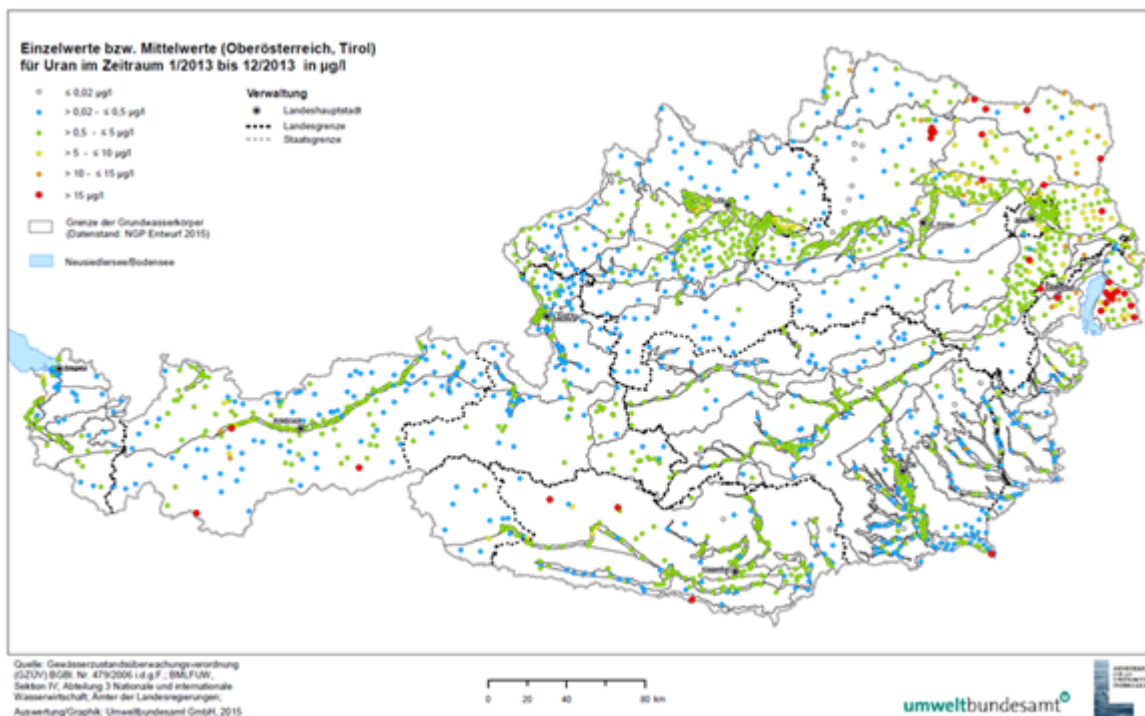 Einzelwerte bzw. Mittelwerte (Oberösterreich, Tirol)
für Uran im Zeitraum 1/2013 bis 12/2013 in µg/l
≤ 0,02 µg/l
> 0,02 - ≤ 0,5 µg/l
> 0,5 - ≤ 5 µg/l
> 5 - ≤ 10 µg/l
> 10 - ≤ 15 µg/l
> 15 µg/l
Grenze der Grundwasserkörper
(Datenstand: NGP Entwurf 2015)
Neusiedlersee/Bodensee
Verwaltung
Landeshauptstadt
Landesgrenze
Staatsgrenze
Quelle: Gewässerzustandsüberwachungsverordnung
(GZÜV) BGBl. Nr. 479/2006 i.d.g.F.; BMLFUW,
Sektion IV, Abteilung 3 Nationale und internationale
Wasserwirtschaft, Ämter der Landesregierungen;
Auswertung/Graphik: Umweltbundesamt GmbH, 2015
0 20 40 80 km
umweltbundesamt